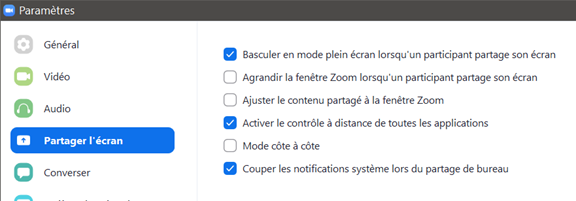 Paramètres
Général
Vidéo
Audio
Partager l'écran
Converser
Basculer en mode plein écran lorsqu'un participant partage son écran
Agrandir la fenêtre Zoom lorsqu'un participant partage son écran
Ajuster le contenu partagé à la fenêtre Zoom
Activer le contrôle à distance de toutes les applications
Mode côte à côte
Couper les notifications système lors du partage de bureau